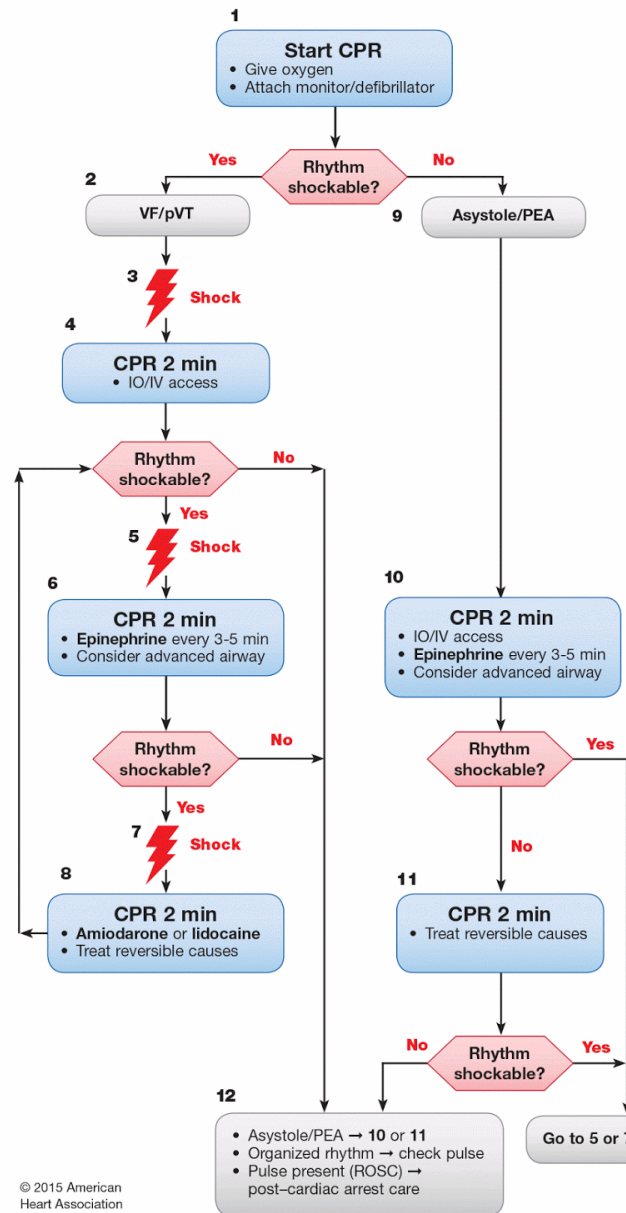 1
Start CPR
• Give oxygen
• Attach monitor/defibrillator
Rhythm
shockable?
Yes
No
2
VF/pVT
9
Asystole/PEA
3
Shock
4
CPR 2 min
• IO/IV access
Rhythm
shockable?
No
Yes
5
Shock
6
CPR 2 min
• Epinephrine every 3-5 min
• Consider advanced airway
Rhythm
shockable?
No
Yes
7
Shock
8
CPR 2 min
• Amiodarone or lidocaine
• Treat reversible causes
10
CPR 2 min
• IO/IV access
• Epinephrine every 3-5 min
• Consider advanced airway
Rhythm
shockable?
Yes
No
11
CPR 2 min
• Treat reversible causes
Rhythm
shockable?
No
Yes
12
• Asystole/PEA → 10 or 11
• Organized rhythm → check pulse
• Pulse present (ROSC) →
post–cardiac arrest care
Go to 5 or 7
© 2015 American
Heart Association